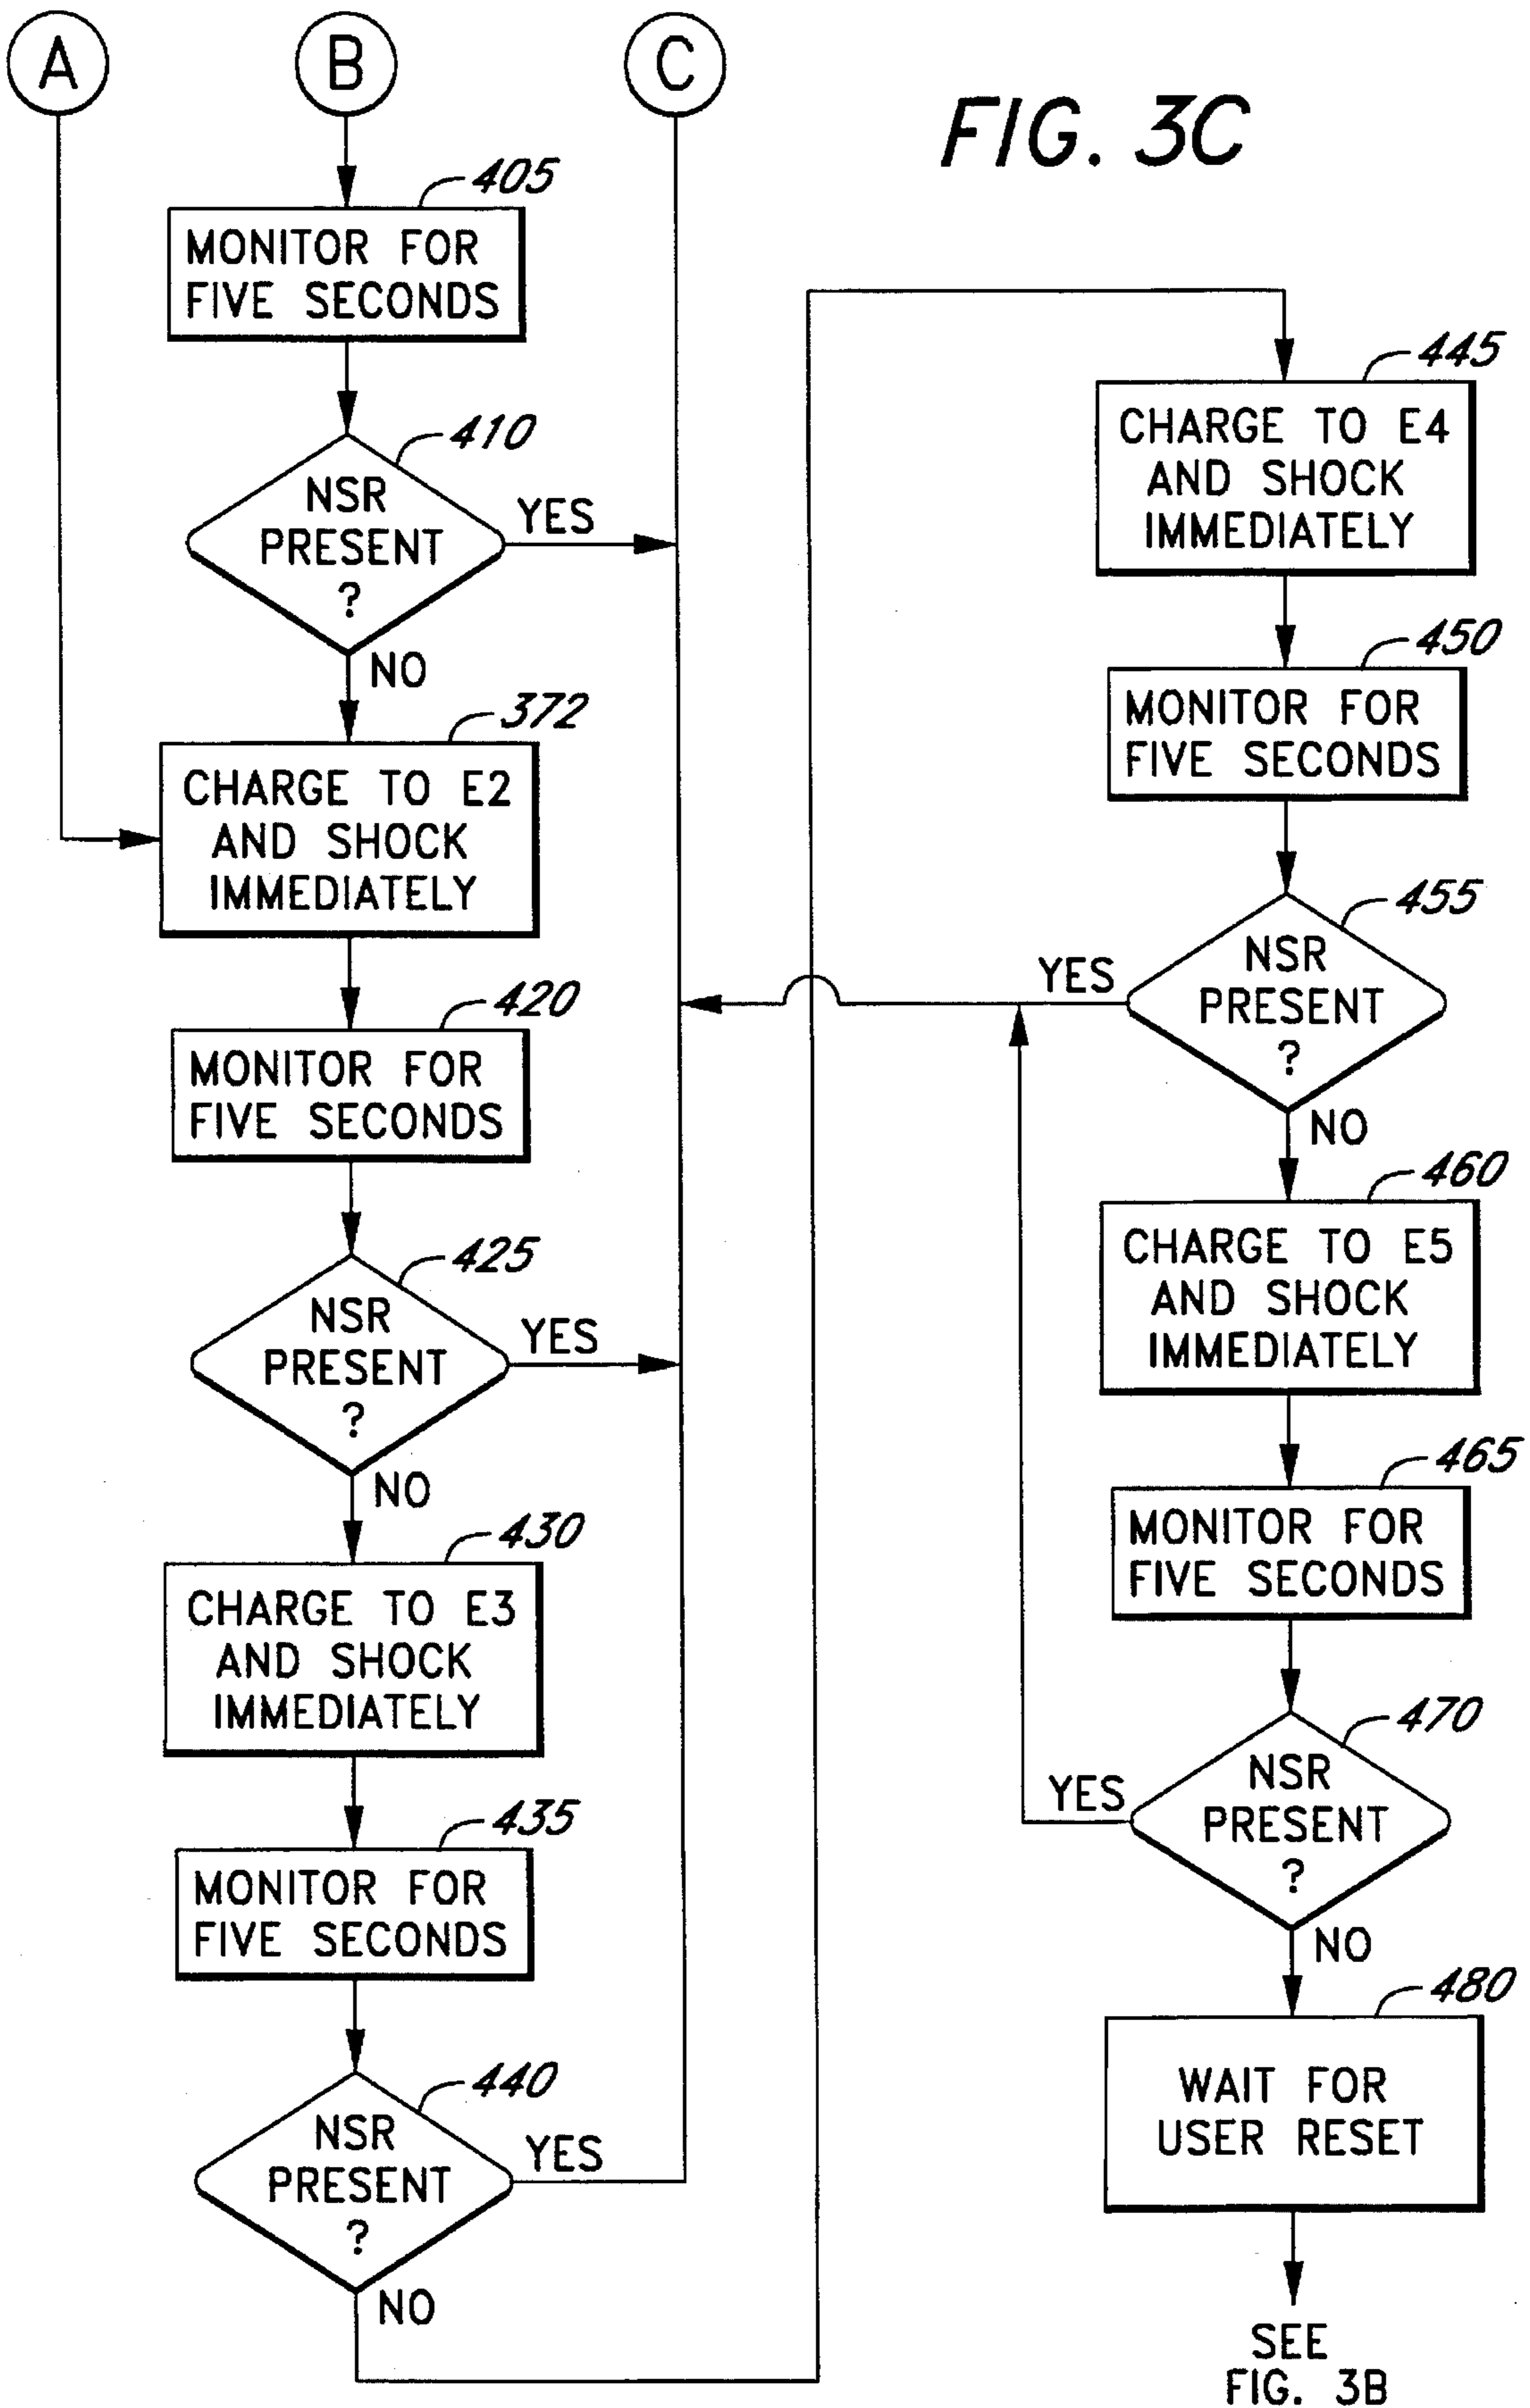 A
B
C
FIG. 3C
405
MONITOR FOR
FIVE SECONDS
410
NSR
PRESENT
?
YES
NO
372
CHARGE TO E2
AND SHOCK
IMMEDIATELY
420
MONITOR FOR
FIVE SECONDS
425
NSR
PRESENT
?
YES
NO
430
CHARGE TO E3
AND SHOCK
IMMEDIATELY
435
MONITOR FOR
FIVE SECONDS
440
NSR
PRESENT
?
YES
NO
445
CHARGE TO E4
AND SHOCK
IMMEDIATELY
450
MONITOR FOR
FIVE SECONDS
455
NSR
PRESENT
?
YES
NO
460
CHARGE TO E5
AND SHOCK
IMMEDIATELY
465
MONITOR FOR
FIVE SECONDS
470
NSR
PRESENT
?
YES
NO
480
WAIT FOR
USER RESET
SEE
FIG. 3B